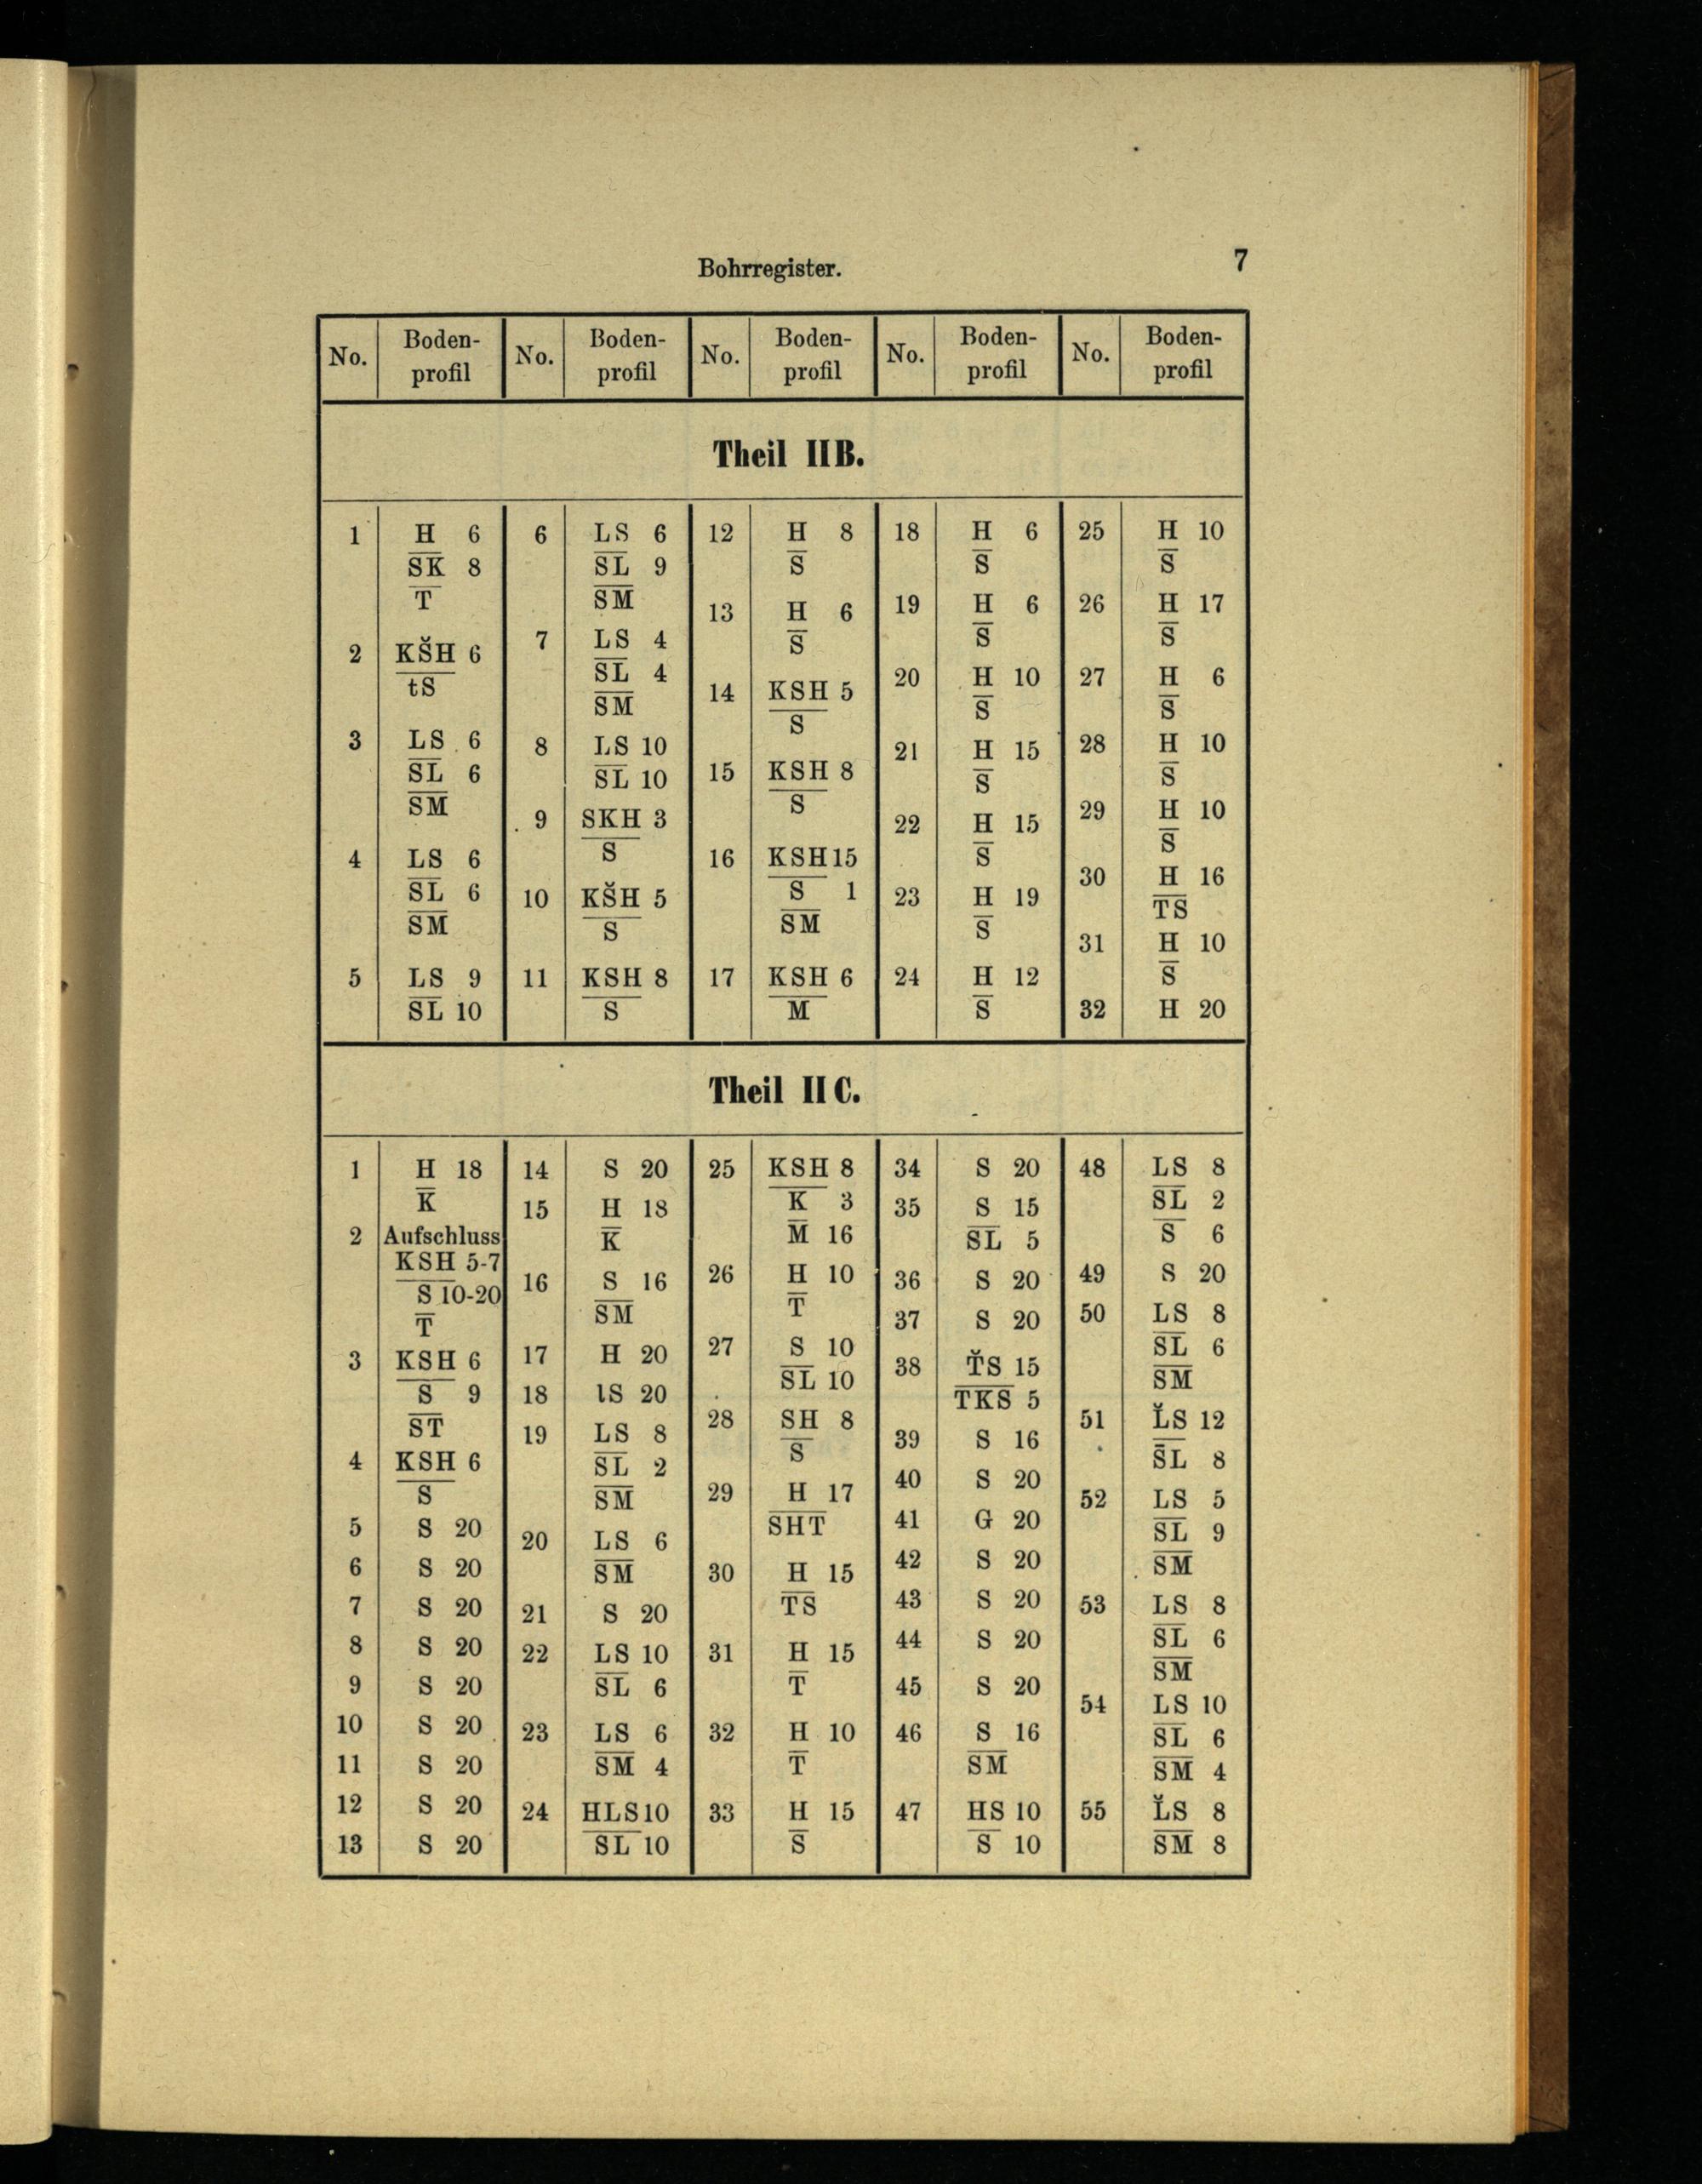 Bohrregister. 7
No. Boden-profil No. Boden-profil No. Boden-profil No. Boden-profil No. Boden-profil
Theil IIB.
1 H 6
SK 8
T
2 KŠH 6
tS
3 LS 6
SL 6
SM
4 LS 6
SL 6
SM
5 LS 9
SL 10
6 LS 6
SL 9
SM
7 LS 4
SL 4
SM
8 LS 10
SL 10
9 SKH 3
S
10 KŠH 5
S
11 KSH 8
S
12 H 8
S
13 H 6
S
14 KSH 5
S
15 KSH 8
S
16 KSH 15
S 1
SM
17 KSH 6
M
18 H 6
S
19 H 6
S
20 H 10
S
21 H 15
S
22 H 15
S
23 H 19
S
24 H 12
S
25 H 10
S
26 H 17
S
27 H 6
S
28 H 10
S
29 H 10
S
30 H 16
TS
31 H 10
S
32 H 20
Theil II C.
1 H 18
K
2 Aufschluss
KSH 5-7
S 10-20
T
3 KSH 6
S 9
ST
4 KSH 6
S
5 S 20
6 S 20
7 S 20
8 S 20
9 S 20
10 S 20
11 S 20
12 S 20
13 S 20
14 S 20
15 H 18
K
16 S 16
SM
17 H 20
18 lS 20
19 LS 8
SL 2
SM
20 LS 6
SM
21 S 20
22 LS 10
SL 6
23 LS 6
SM 4
24 HLS 10
SL 10
25 KSH 8
K 3
M 16
26 H 10
T
27 S 10
SL 10
28 SH 8
S
29 H 17
SHT
30 H 15
TS
31 H 15
T
32 H 10
T
33 H 15
S
34 S 20
35 S 15
SL 5
36 S 20
37 S 20
38 ŤS 15
TKS 5
39 S 16
40 S 20
41 G 20
42 S 20
43 S 20
44 S 20
45 S 20
46 S 16
SM
47 HS 10
S 10
48 LS 8
SL 2
S 6
49 S 20
50 LS 8
SL 6
SM
51 L̆S 12
S̄L 8
52 LS 5
SL 9
SM
53 LS 8
SL 6
SM
54 LS 10
SL 6
SM 4
55 L̆S 8
SM 8